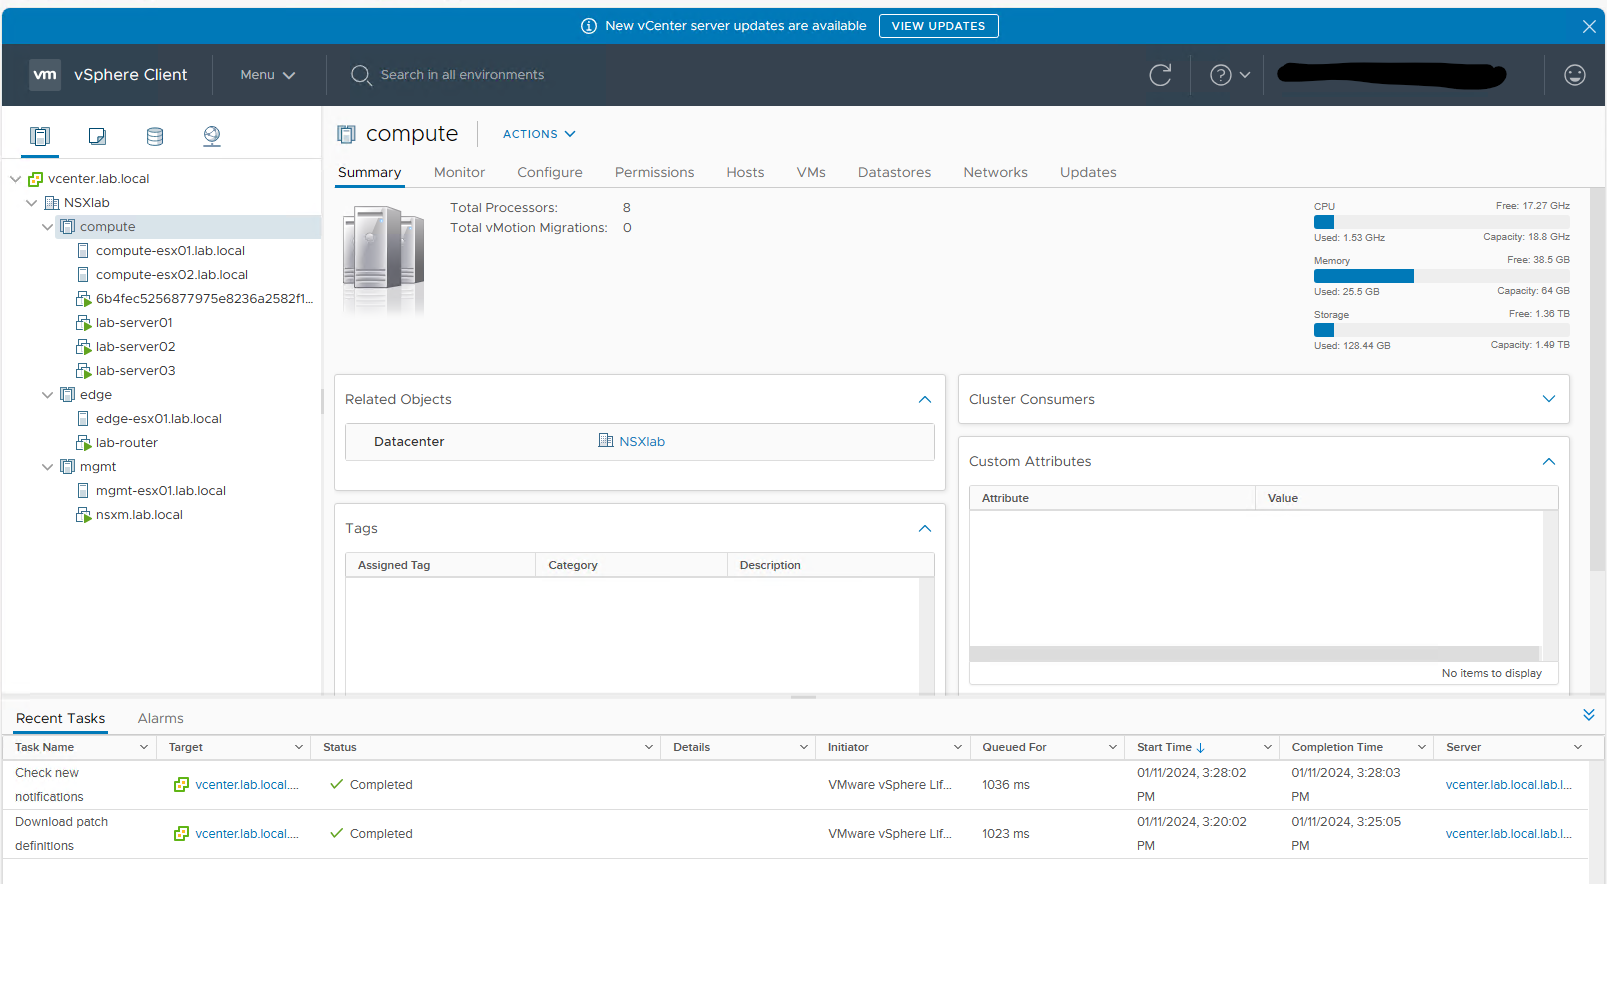 New vCenter server updates are available VIEW UPDATES
vm vSphere Client Menu Search in all environments
compute ACTIONS
Summary Monitor Configure Permissions Hosts VMs Datastores Networks Updates
vcenter.lab.local
NSXlab
compute
compute-esx01.lab.local
compute-esx02.lab.local
6b4fec5256877975e8236a2582f1...
lab-server01
lab-server02
lab-server03
edge
edge-esx01.lab.local
lab-router
mgmt
mgmt-esx01.lab.local
nsxm.lab.local
Total Processors: 8
Total vMotion Migrations: 0
CPU Free: 17.27 GHz
Used: 1.53 GHz Capacity: 18.8 GHz
Memory Free: 38.5 GB
Used: 25.5 GB Capacity: 64 GB
Storage Free: 1.36 TB
Used: 128.44 GB Capacity: 1.49 TB
Related Objects
Datacenter NSXlab
Tags
Assigned Tag Category Description
Cluster Consumers
Custom Attributes
Attribute Value
No items to display
Recent Tasks Alarms
Task Name Target Status Details Initiator Queued For Start Time Completion Time Server
Check new
notifications
vcenter.lab.local.... Completed VMware vSphere Lif... 1036 ms
01/11/2024, 3:28:02
PM
01/11/2024, 3:28:03
PM
vcenter.lab.local.lab.l...
Download patch
definitions
vcenter.lab.local.... Completed VMware vSphere Lif... 1023 ms
01/11/2024, 3:20:02
PM
01/11/2024, 3:25:05
PM
vcenter.lab.local.lab.l...